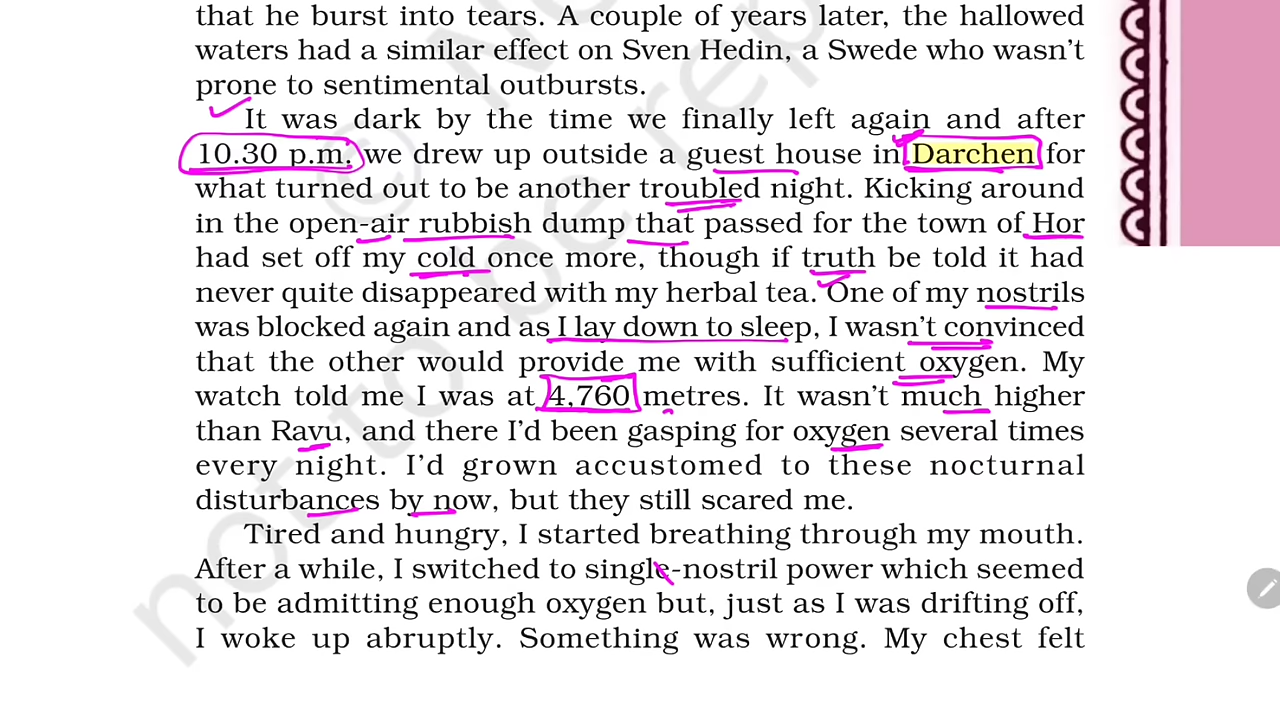 that he burst into tears. A couple of years later, the hallowed
waters had a similar effect on Sven Hedin, a Swede who wasn't
prone to sentimental outbursts.
It was dark by the time we finally left again and after
10.30 p.m. we drew up outside a guest house in Darchen for
what turned out to be another troubled night. Kicking around
in the open-air rubbish dump that passed for the town of Hor
had set off my cold once more, though if truth be told it had
never quite disappeared with my herbal tea. One of my nostrils
was blocked again and as I lay down to sleep, I wasn't convinced
that the other would provide me with sufficient oxygen. My
watch told me I was at 4,760 metres. It wasn't much higher
than Ravu, and there I'd been gasping for oxygen several times
every night. I'd grown accustomed to these nocturnal
disturbances by now, but they still scared me.
Tired and hungry, I started breathing through my mouth.
After a while, I switched to single-nostril power which seemed
to be admitting enough oxygen but, just as I was drifting off,
I woke up abruptly. Something was wrong. My chest felt
not to be rep